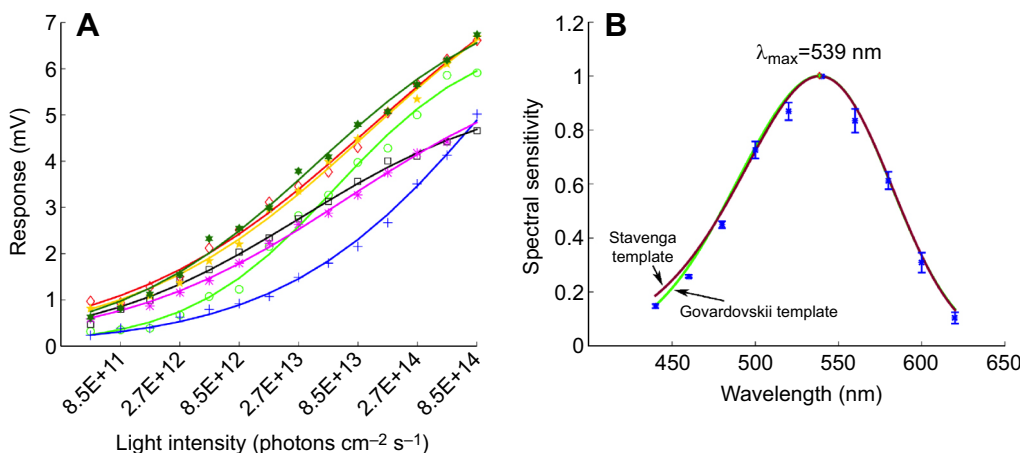 A
Response (mV)
7
6
5
4
3
2
1
0
8.5E+11
2.7E+12
8.5E+12
2.7E+13
8.5E+13
2.7E+14
8.5E+14
Light intensity (photons cm–2 s–1)
B
λmax=539 nm
Spectral sensitivity
1.2
1
0.8
0.6
0.4
0.2
0
Stavenga
template
Govardovskii template
450
500
550
600
650
Wavelength (nm)